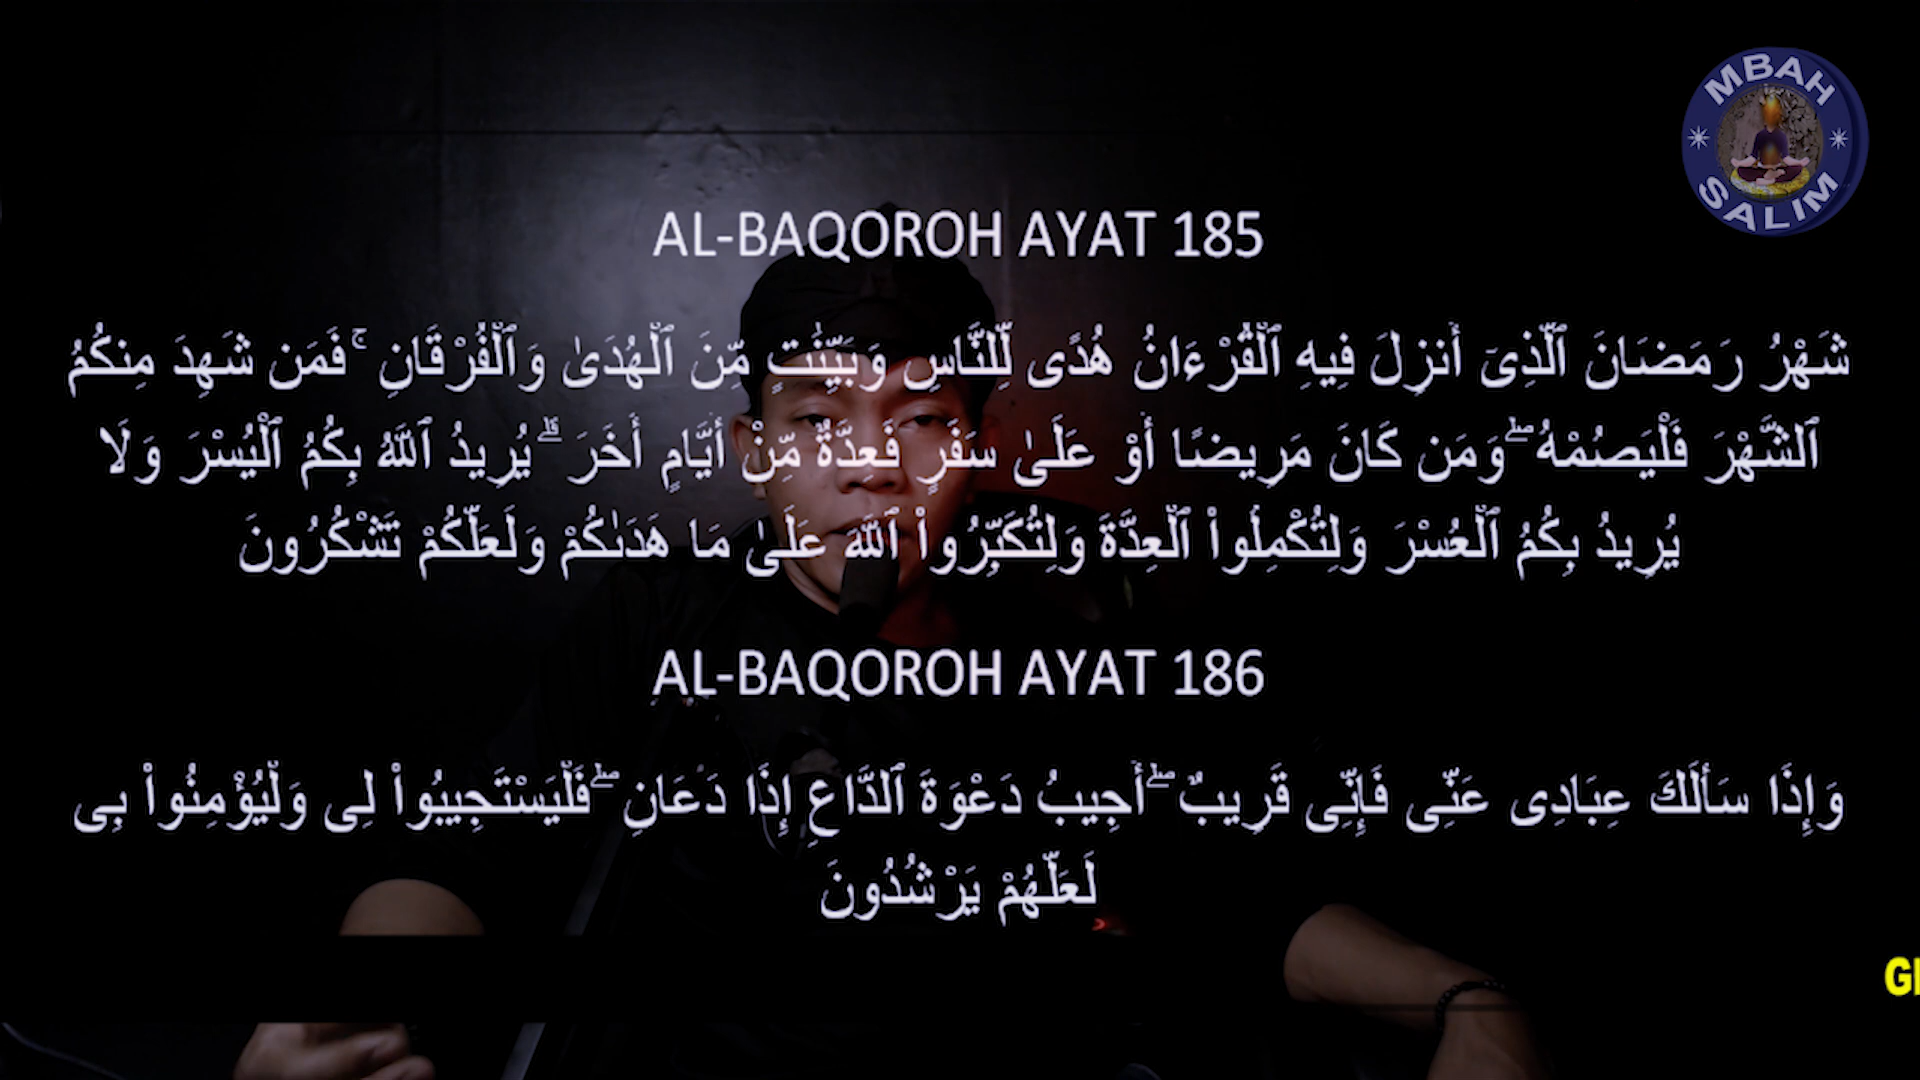 MBAH
SALIM
AL-BAQOROH AYAT 185
شَهْرُ رَمَضَانَ ٱلَّذِىٓ أُنزِلَ فِيهِ ٱلْقُرْءَانُ هُدًى لِّلنَّاسِ وَبَيِّنَٰتٍ مِّنَ ٱلْهُدَىٰ وَٱلْفُرْقَانِ ۚ فَمَن شَهِدَ مِنكُمُ
ٱلشَّهْرَ فَلْيَصُمْهُ ۖ وَمَن كَانَ مَرِيضًا أَوْ عَلَىٰ سَفَرٍ فَعِدَّةٌ مِّنْ أَيَّامٍ أُخَرَ ۗ يُرِيدُ ٱللَّهُ بِكُمُ ٱلْيُسْرَ وَلَا
يُرِيدُ بِكُمُ ٱلْعُسْرَ وَلِتُكْمِلُوا۟ ٱلْعِدَّةَ وَلِتُكَبِّرُوا۟ ٱللَّهَ عَلَىٰ مَا هَدَىٰكُمْ وَلَعَلَّكُمْ تَشْكُرُونَ
AL-BAQOROH AYAT 186
وَإِذَا سَأَلَكَ عِبَادِى عَنِّى فَإِنِّى قَرِيبٌ ۖ أُجِيبُ دَعْوَةَ ٱلدَّاعِ إِذَا دَعَانِ ۖ فَلْيَسْتَجِيبُوا۟ لِى وَلْيُؤْمِنُوا۟ بِى
لَعَلَّهُمْ يَرْشُدُونَ